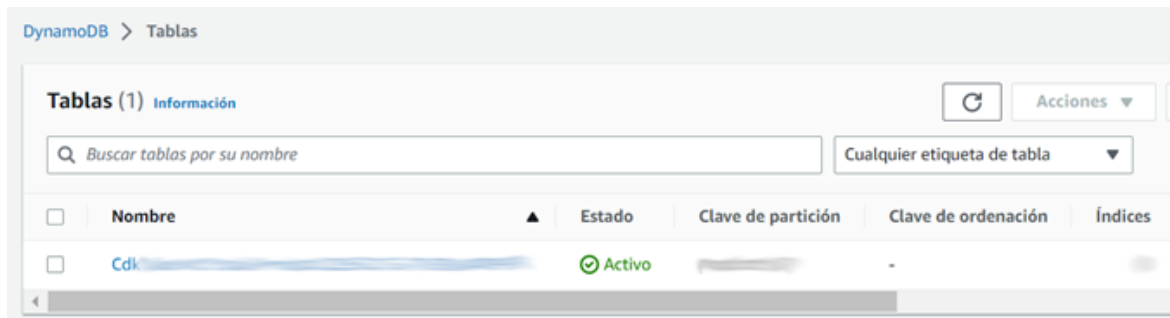 DynamoDB > Tablas
Tablas (1) Información
Acciones
Buscar tablas por su nombre
Cualquier etiqueta de tabla
Nombre Estado Clave de partición Clave de ordenación Índices
Cdk Activo -